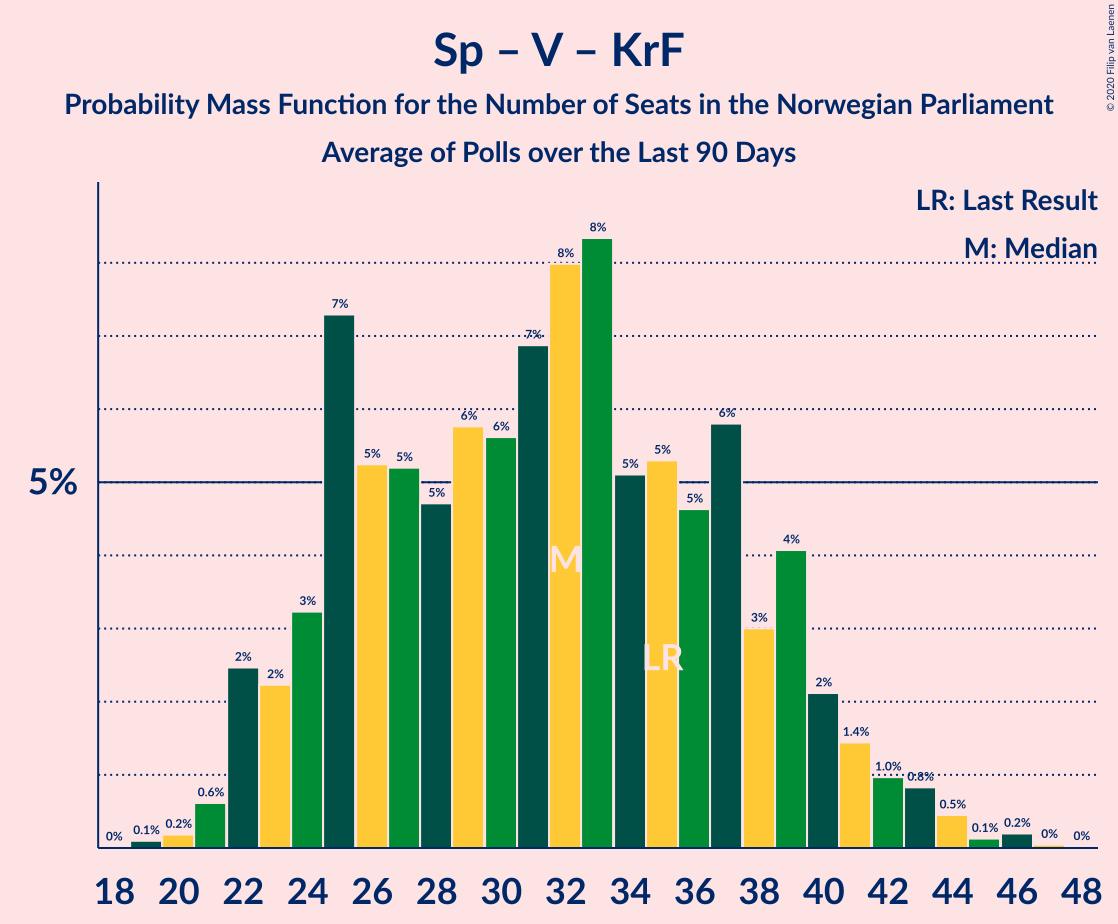 Sp – V – KrF
Probability Mass Function for the Number of Seats in the Norwegian Parliament
Average of Polls over the Last 90 Days
© 2020 Filip van Laenen
LR: Last Result
M: Median
5%
0% 0.1% 0.2% 0.6% 2% 2% 3% 7% 5% 5% 5% 6% 6% 7% 8% 8% 5% 5% 5% 6% 3% 4% 2% 1.4% 1.0% 0.8% 0.5% 0.1% 0.2% 0% 0%
M
LR
18 20 22 24 26 28 30 32 34 36 38 40 42 44 46 48